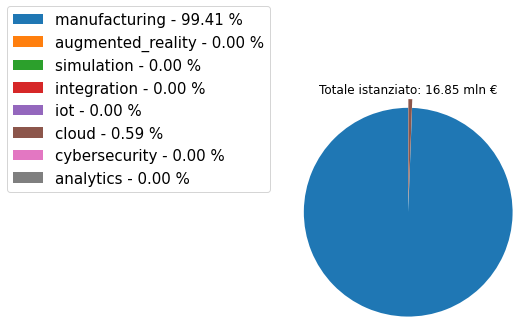 manufacturing - 99.41 %
augmented_reality - 0.00 %
simulation - 0.00 %
integration - 0.00 %
iot - 0.00 %
cloud - 0.59 %
cybersecurity - 0.00 %
analytics - 0.00 %
Totale istanziato: 16.85 mln €